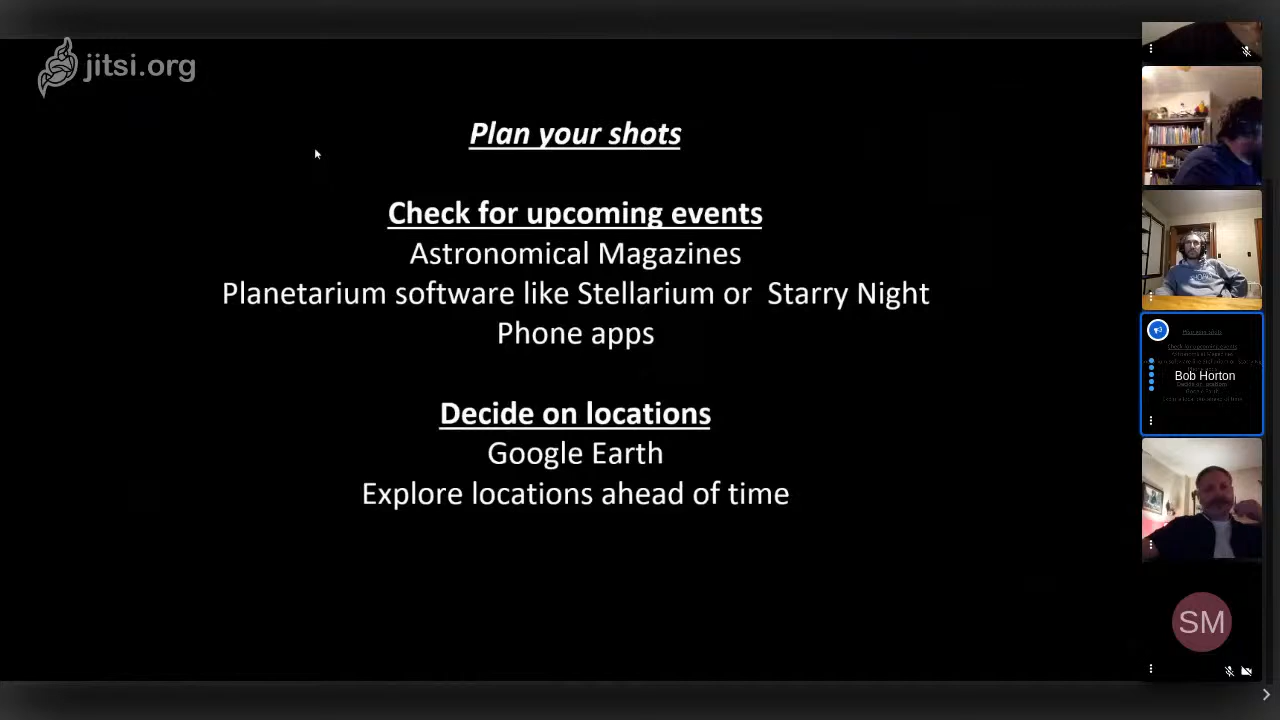 jitsi.org
Plan your shots
Check for upcoming events
Astronomical Magazines
Planetarium software like Stellarium or Starry Night
Phone apps
Decide on locations
Google Earth
Explore locations ahead of time
Bob Horton
SM